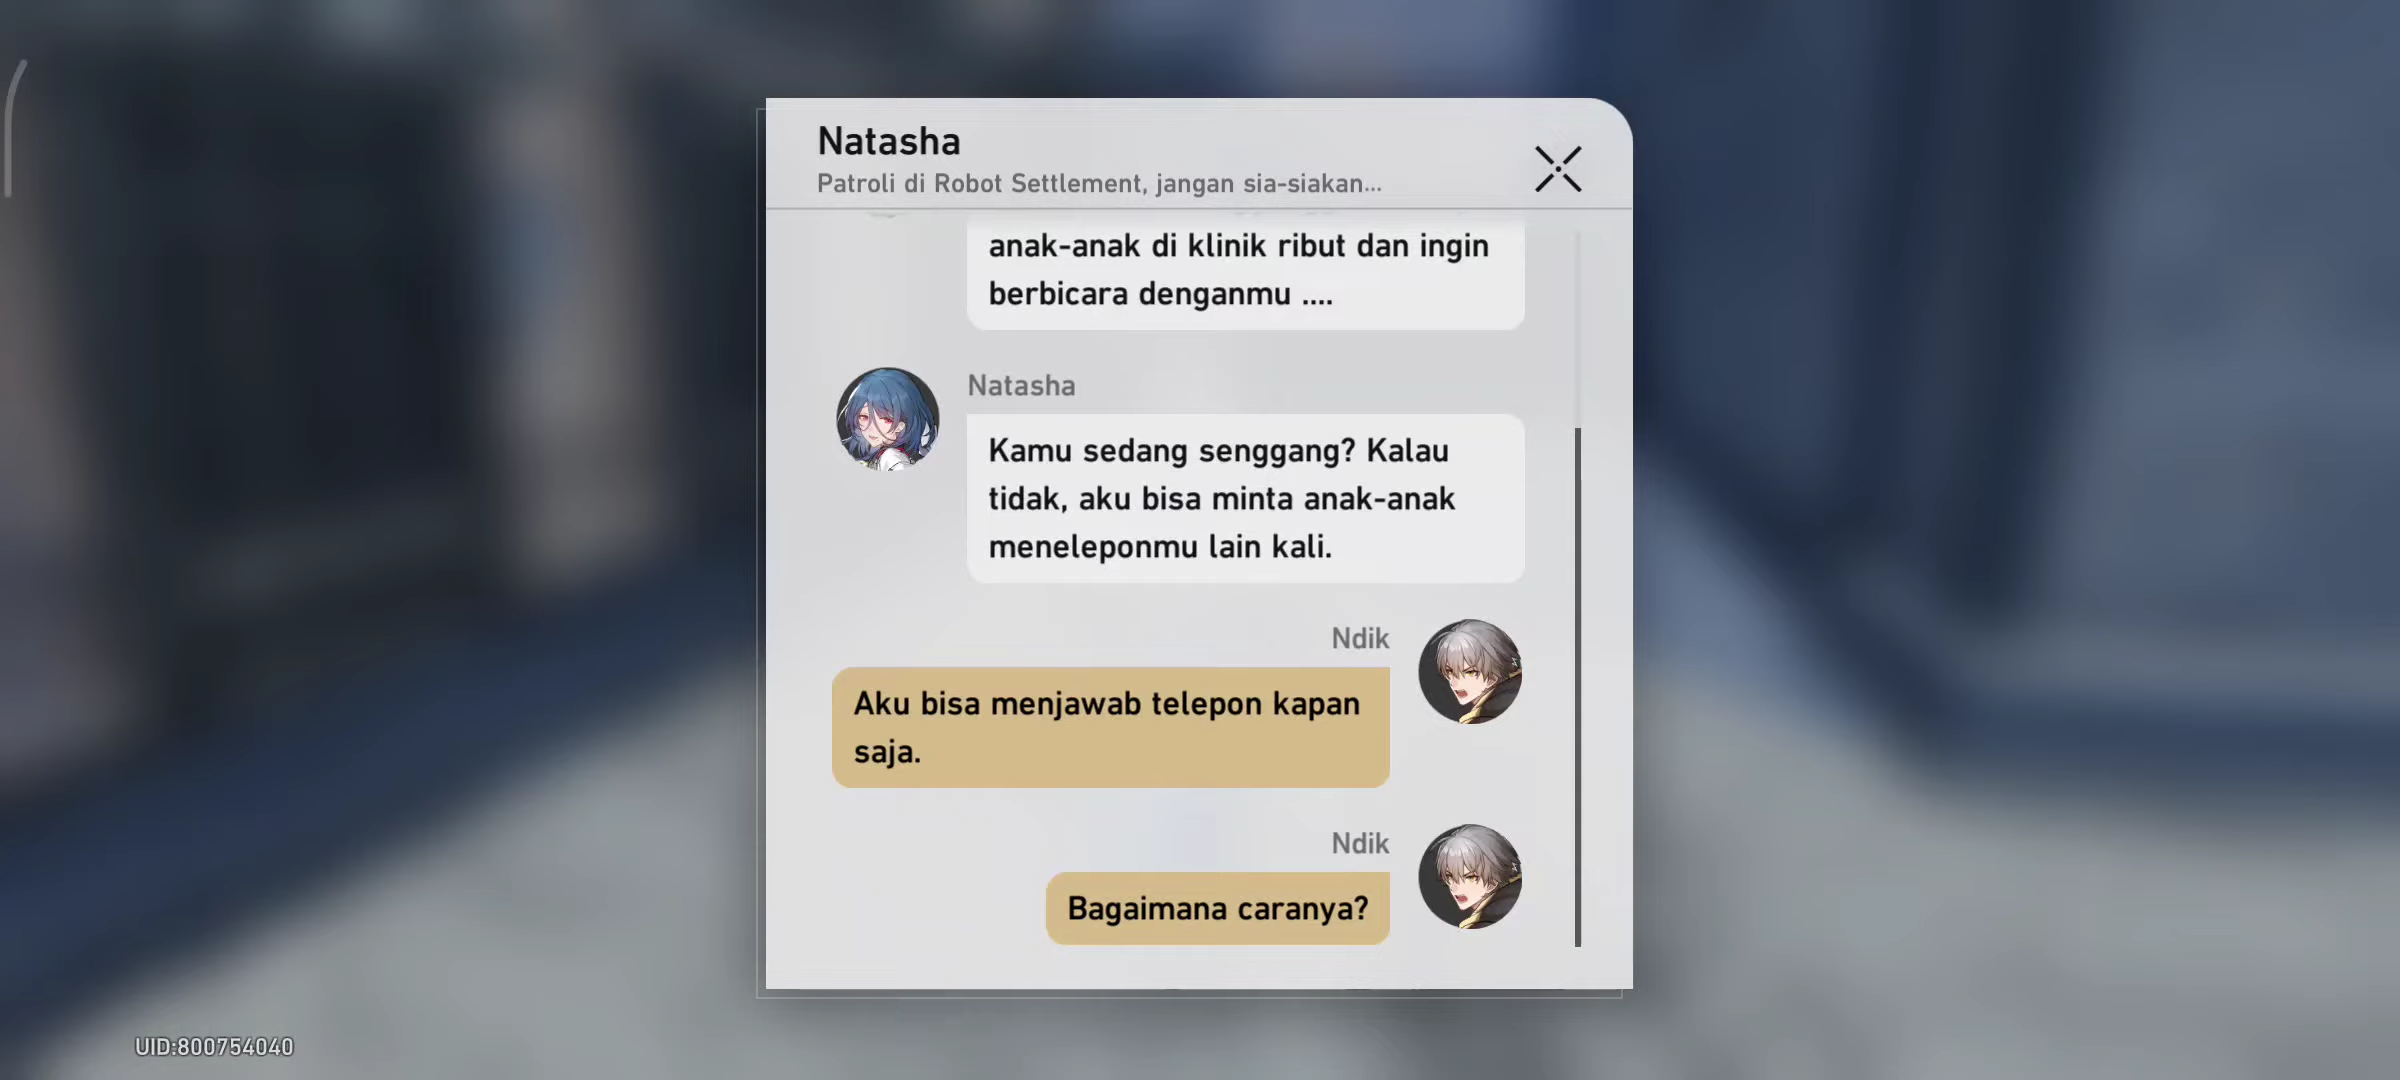 Natasha
Patroli di Robot Settlement, jangan sia-siakan...
anak-anak di klinik ribut dan ingin
berbicara denganmu ....
Natasha
Kamu sedang senggang? Kalau
tidak, aku bisa minta anak-anak
meneleponmu lain kali.
Ndik
Aku bisa menjawab telepon kapan
saja.
Ndik
Bagaimana caranya?
UID:800754040